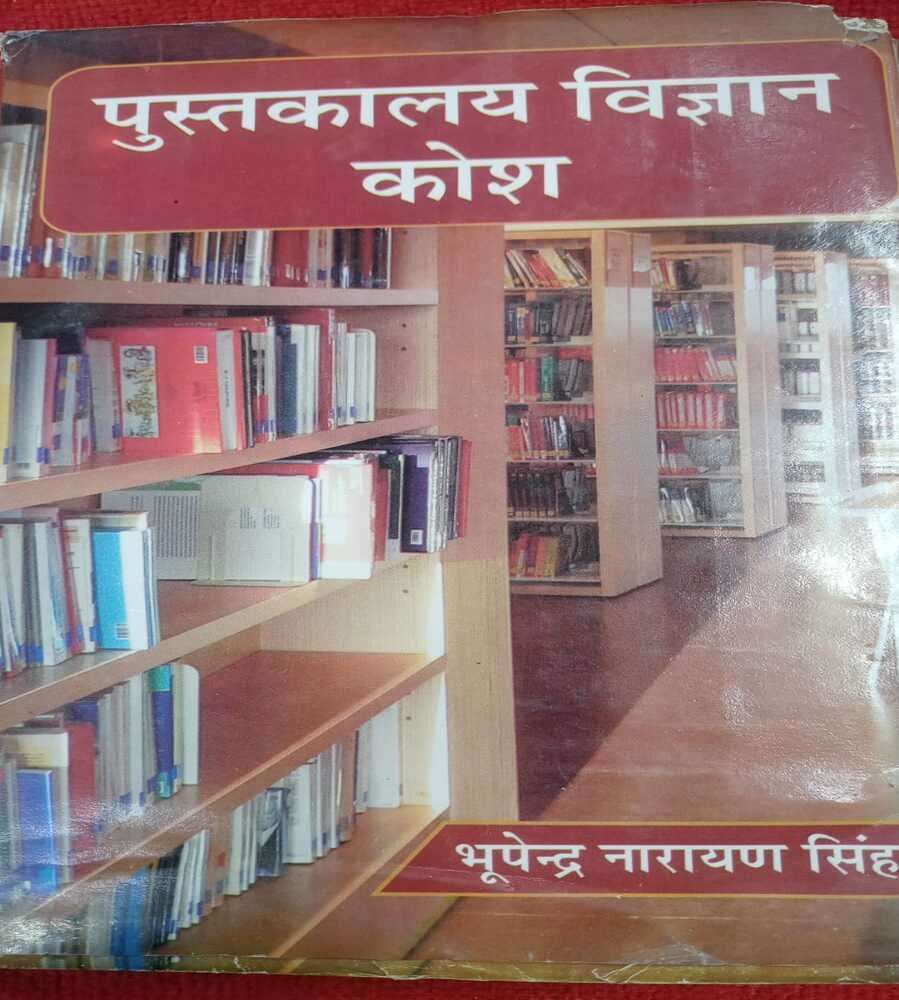 पुस्तकालय विज्ञान
कोश
भूपेन्द्र नारायण सिंह